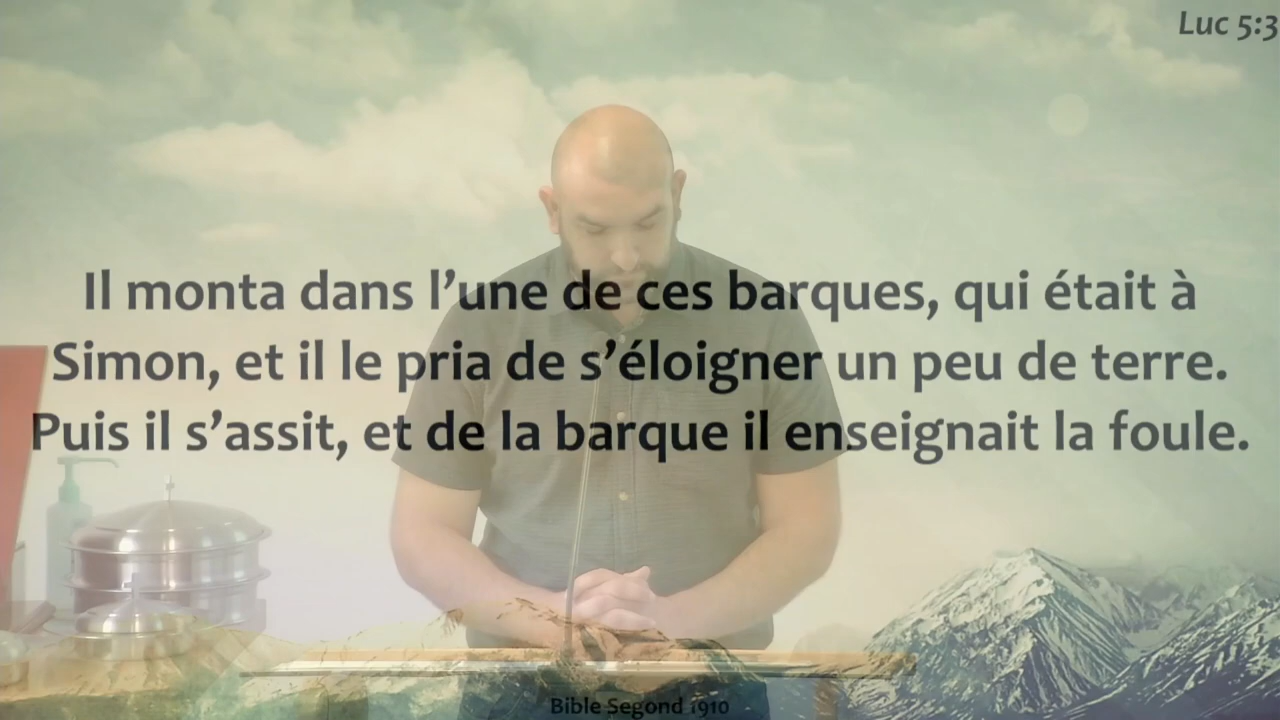 Luc 5:3
Il monta dans l’une de ces barques, qui était à
Simon, et il le pria de s’éloigner un peu de terre.
Puis il s’assit, et de la barque il enseignait la foule.
Bible Segond 1910